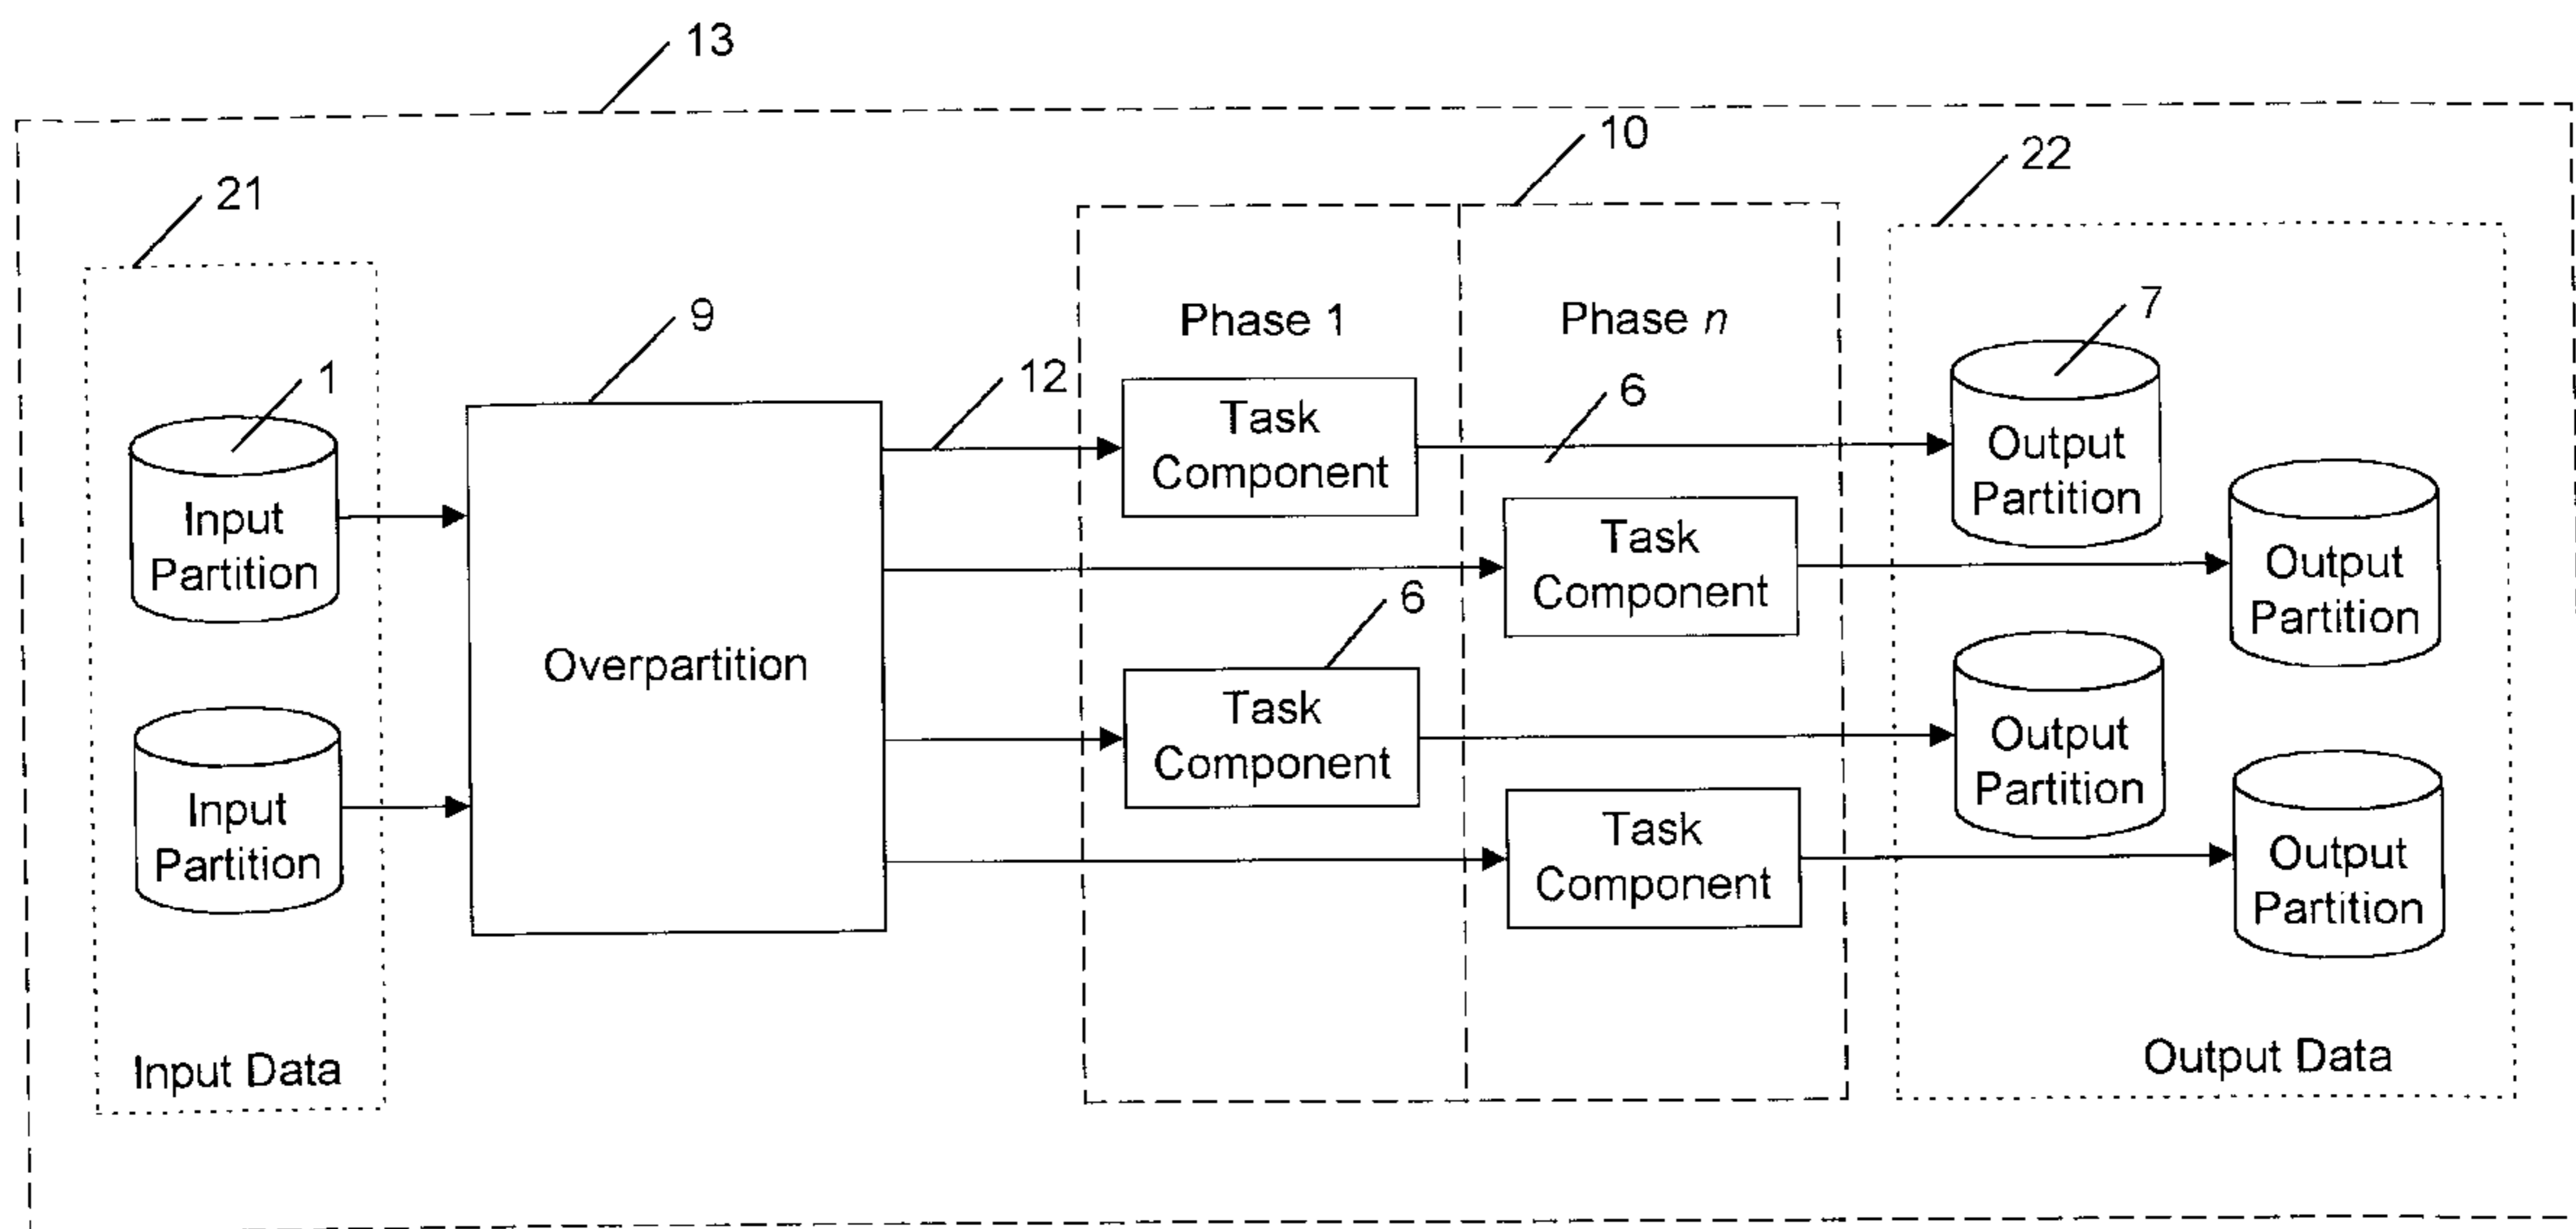 13
10
22
21
9
Phase 1
Phase n
7
1
12
6
Task
Component
Output
Partition
Input
Partition
Task
Component
Output
Partition
6
Overpartition
Task
Component
Output
Partition
Input
Partition
Task
Component
Output
Partition
Input Data
Output Data